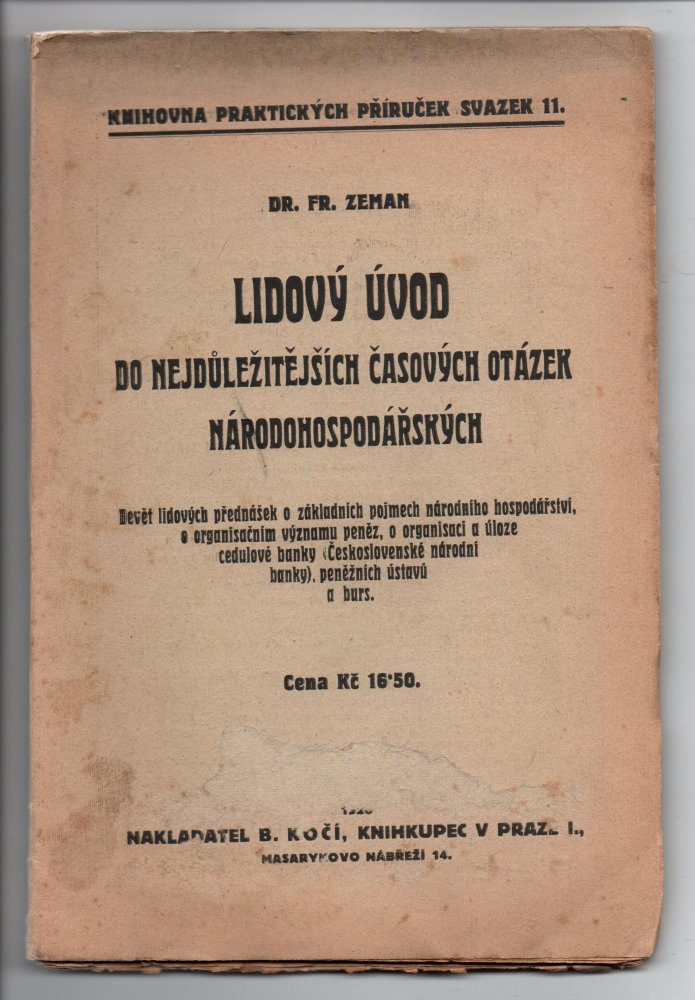 KNIHOVNA PRAKTICKÝCH PŘÍRUČEK SVAZEK 11.
DR. FR. ZEMAN
LIDOVÝ ÚVOD
DO NEJDŮLEŽITĚJŠÍCH ČASOVÝCH OTÁZEK
NÁRODOHOSPODÁŘSKÝCH
Devět lidových přednášek o základních pojmech národního hospodářství,
o organisačním významu peněz, o organisaci a úloze
cedulové banky (Československé národní
banky), peněžních ústavů
a burs.
Cena Kč 16·50.
NAKLADATEL B. KOČÍ, KNIHKUPEC V PRAZE I.,
MASARYKOVO NÁBŘEŽÍ 14.